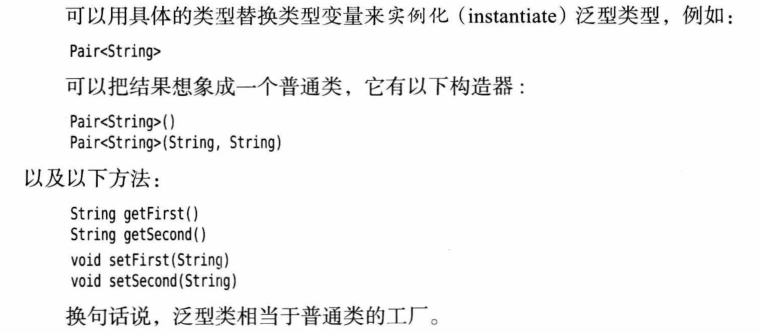 可以用具体的类型替换类型变量来实例化（instantiate）泛型类型，例如：
Pair<String>
可以把结果想象成一个普通类，它有以下构造器：
Pair<String>()
Pair<String>(String, String)
以及以下方法：
String getFirst()
String getSecond()
void setFirst(String)
void setSecond(String)
换句话说，泛型类相当于普通类的工厂。